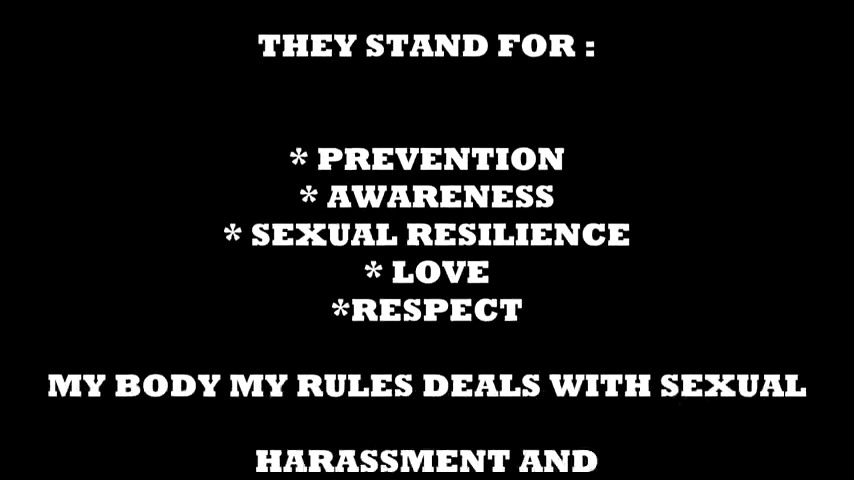 THEY STAND FOR :
* PREVENTION
* AWARENESS
* SEXUAL RESILIENCE
* LOVE
*RESPECT
MY BODY MY RULES DEALS WITH SEXUAL
HARASSMENT AND